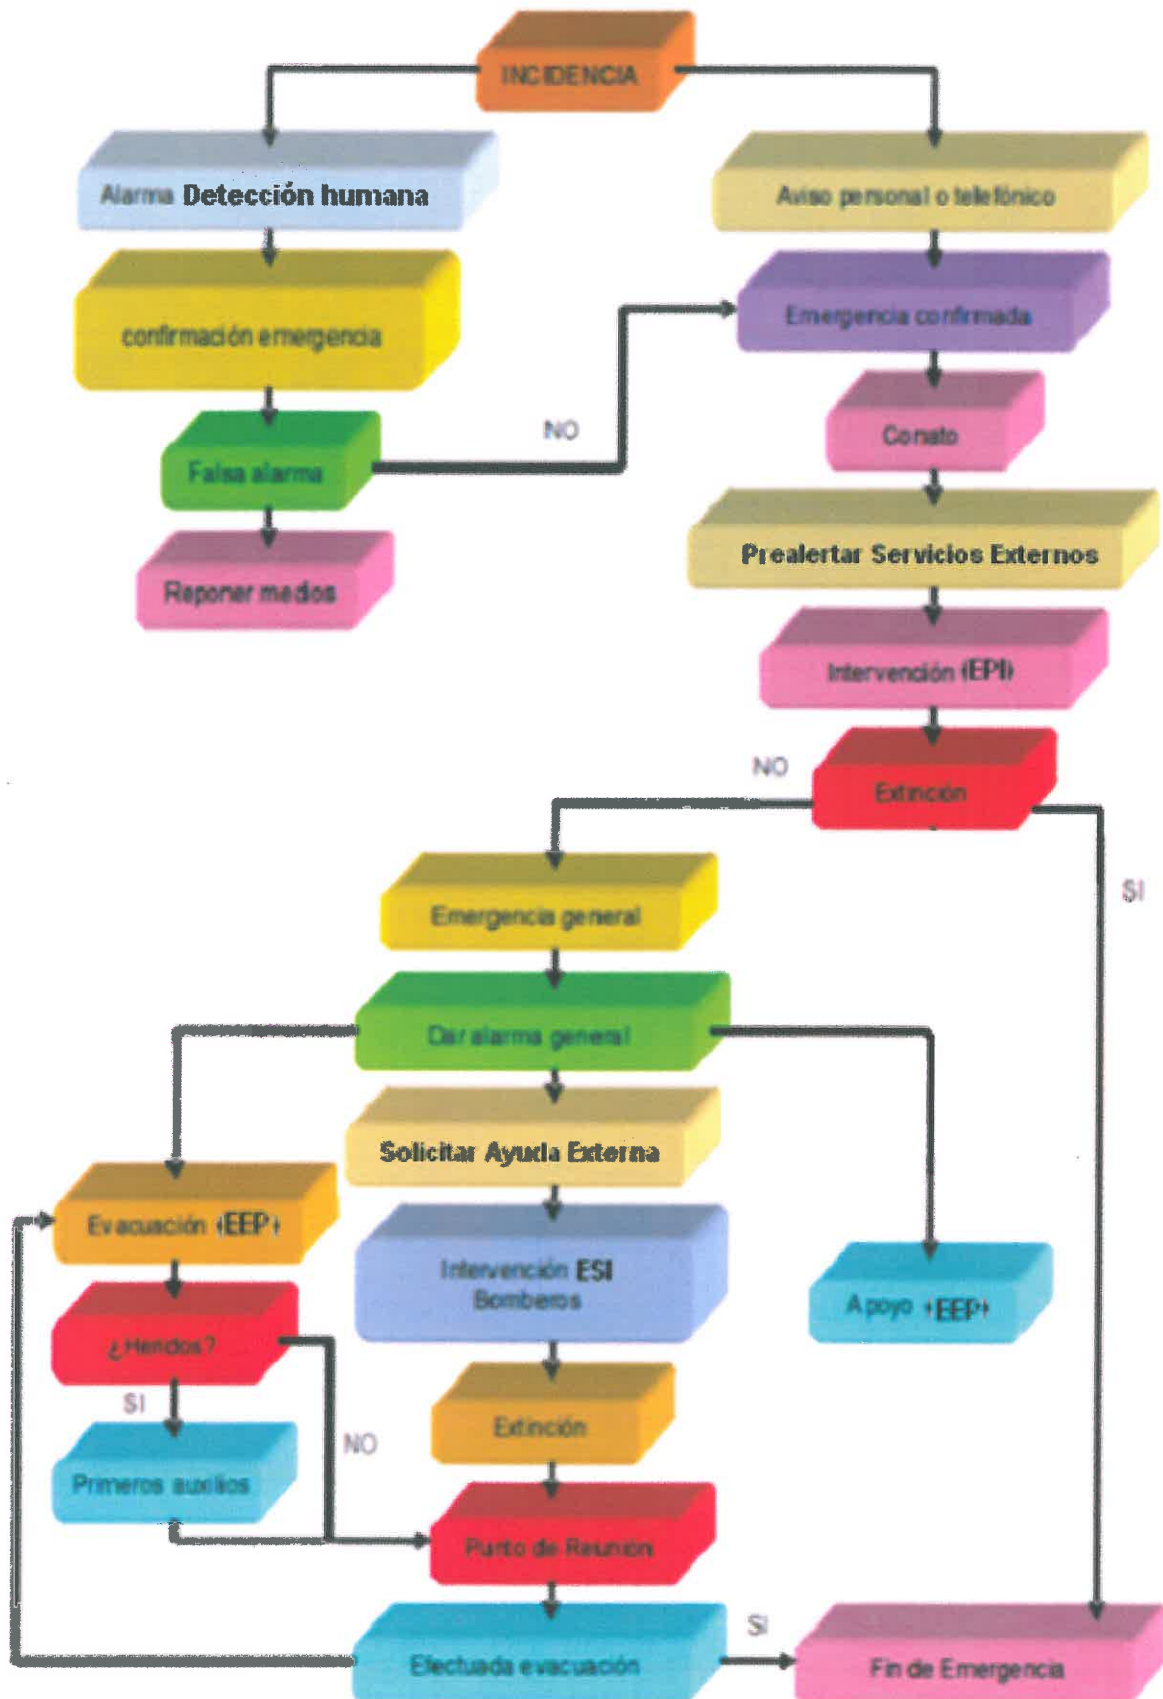 INCIDENCIA
Alarma Detección humana
Aviso personal o telefónico
confirmación emergencia
Emergencia confirmada
NO
Falsa alarma
Conato
Reponer medios
Prealertar Servicios Externos
Intervención (EPI)
NO
Extinción
SI
Emergencia general
Dar alarma general
Solicitar Ayuda Externa
Evacuación (EEP)
Intervención ESI
Bomberos
Apoyo (EEP)
¿Heridos?
SI
NO
Extinción
Primeros auxilios
Punto de Reunión
SI
Efectuada evacuación
Fin de Emergencia